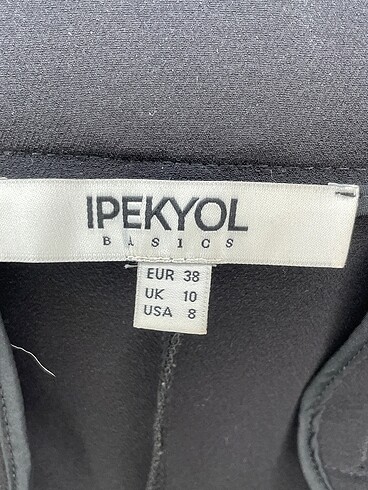 IPEKYOL
BASICS
EUR 38
UK 10
USA 8